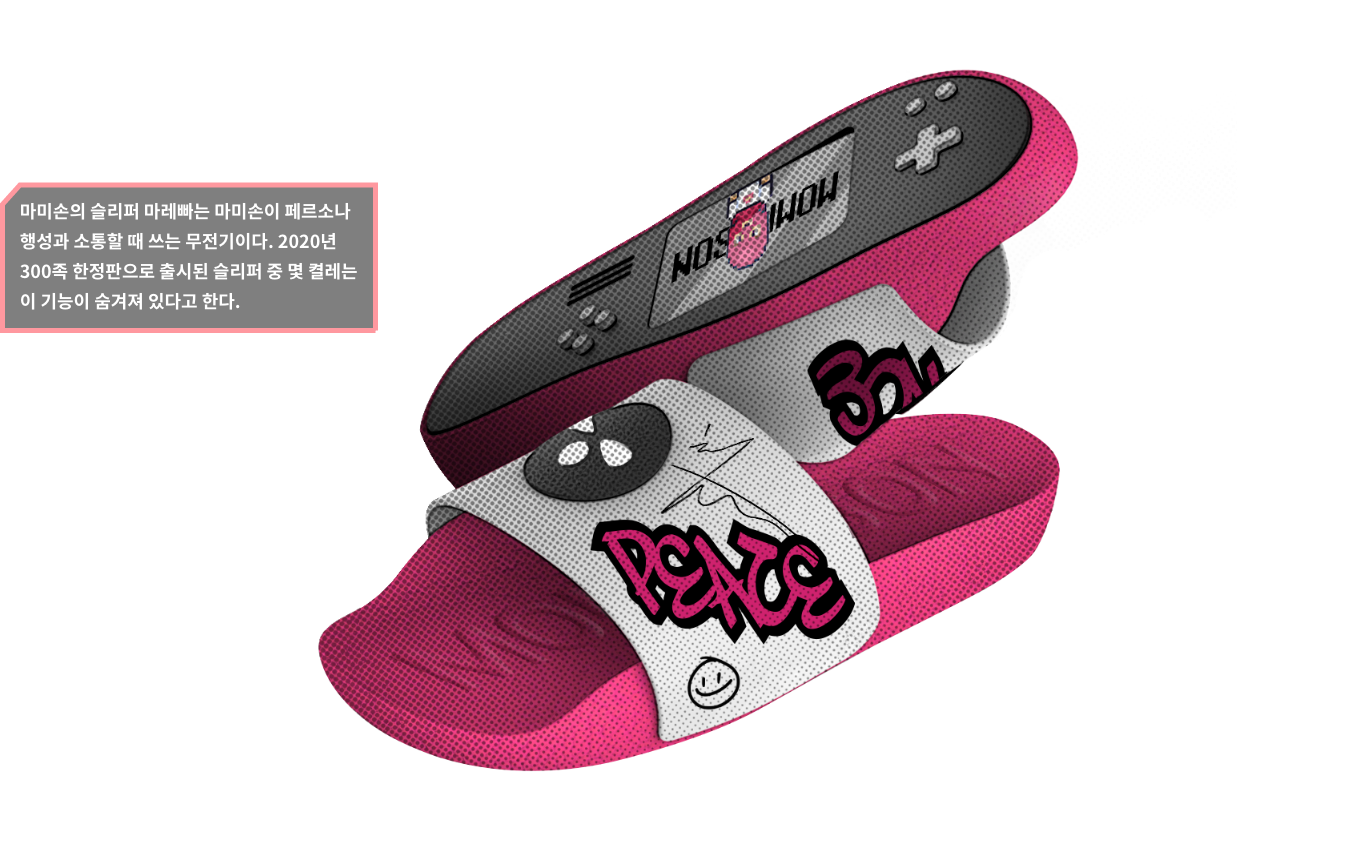 마미손의 슬리퍼 마레빠는 마미손이 페르소나
행성과 소통할 때 쓰는 무전기이다. 2020년
300족 한정판으로 출시된 슬리퍼 중 몇 켤레는
이 기능이 숨겨져 있다고 한다.
PEACE